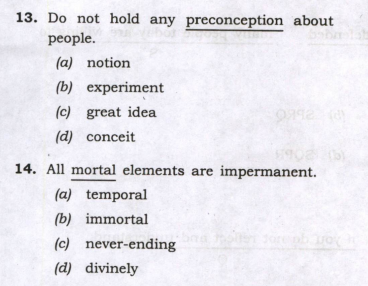 13. Do not hold any preconception about
people.
(a) notion
(b) experiment
(c) great idea
(d) conceit
14. All mortal elements are impermanent.
(a) temporal
(b) immortal
(c) never-ending
(d) divinely